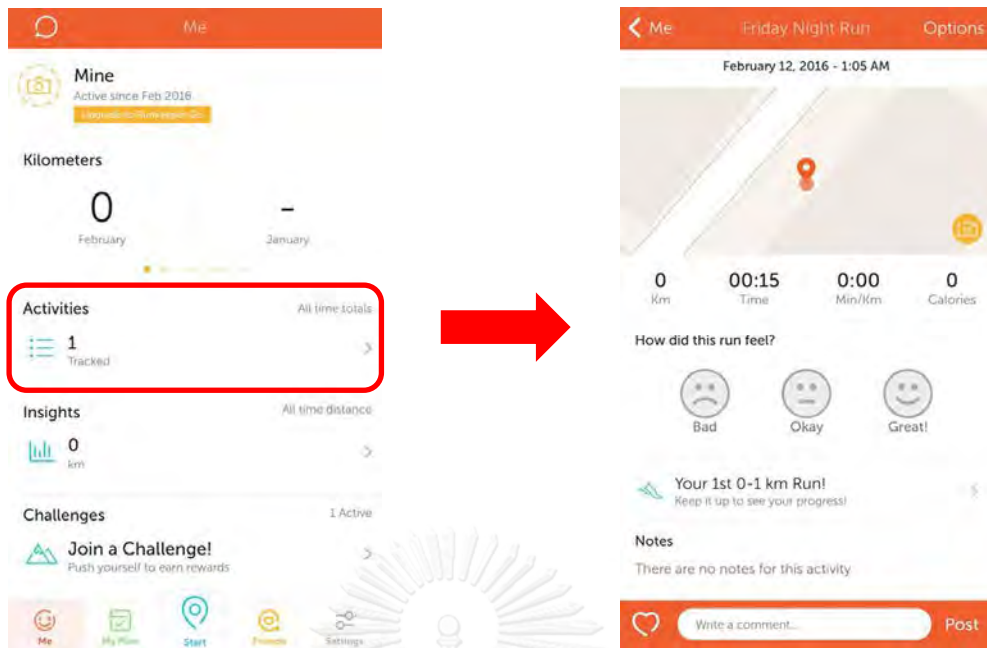 Me
Mine
Active since Feb 2016
Kilometers
0 -
February January
Activities All time totals
1
Tracked
Insights All time distance
0
km
Challenges 1 Active
Join a Challenge!
Push yourself to earn rewards
Me My Plan Start Friends Settings
Me Friday Night Run Options
February 12, 2016 - 1:05 AM
0 00:15 0:00 0
Km Time Min/Km Calories
How did this run feel?
Bad Okay Great!
Your 1st 0-1 km Run!
Keep it up to see your progress!
Notes
There are no notes for this activity
Write a comment... Post